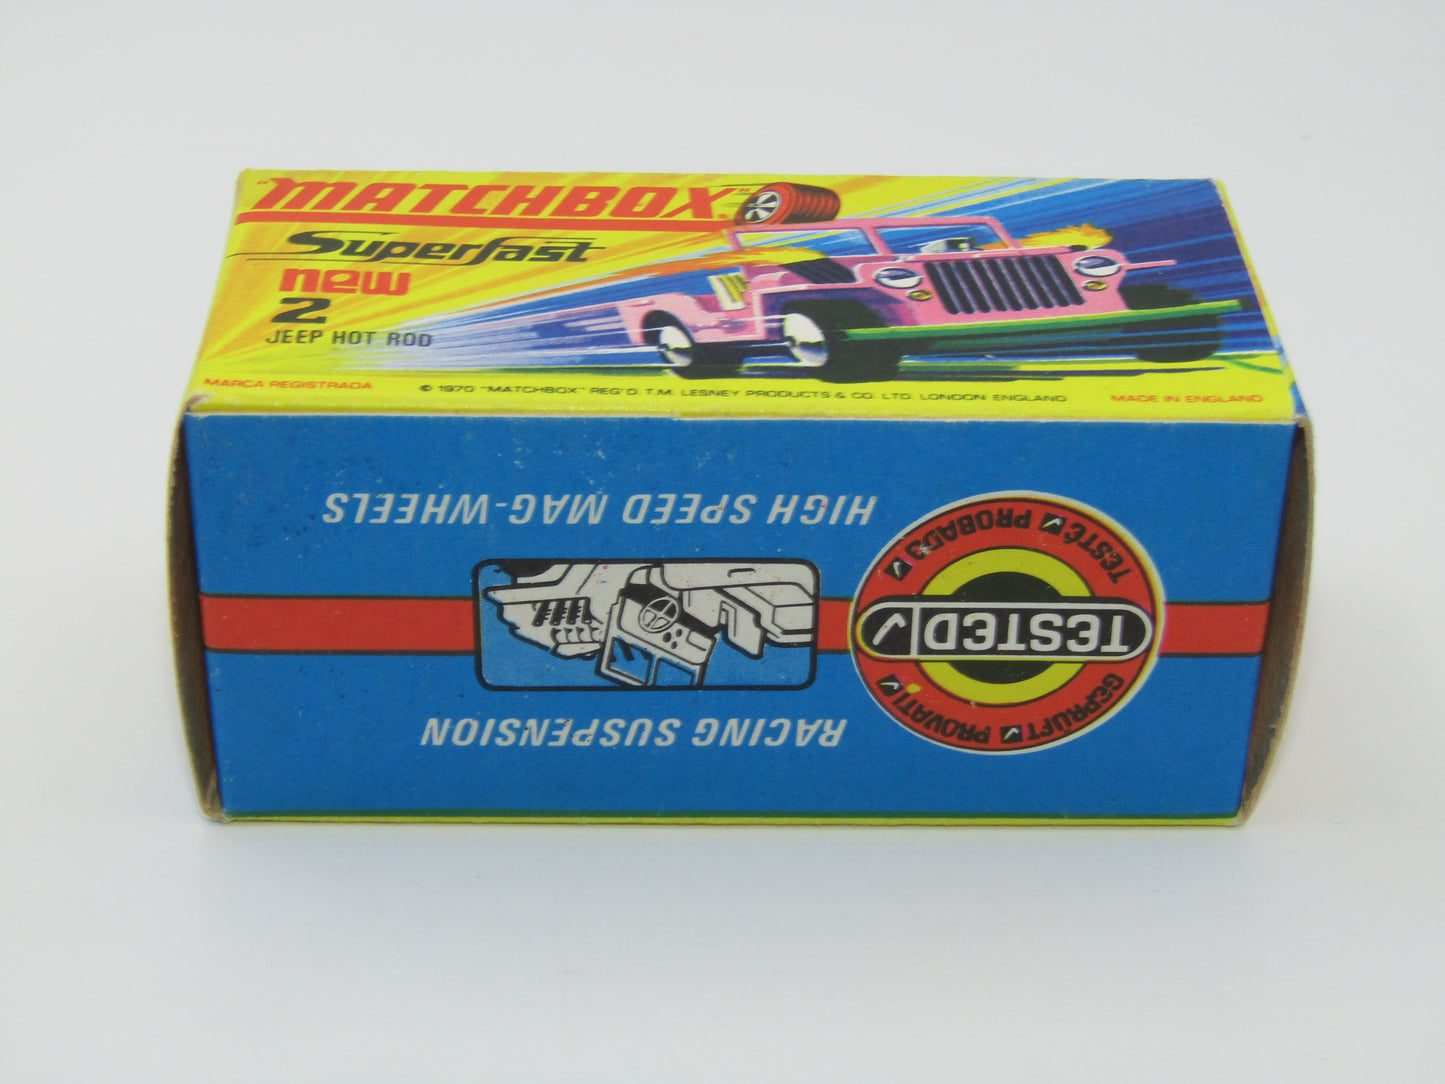 "MATCHBOX"
Superfast
new
2
JEEP HOT ROD
MARCA REGISTRADA
© 1970 "MATCHBOX" REG'D. T.M. LESNEY PRODUCTS & CO. LTD. LONDON ENGLAND
MADE IN ENGLAND
RACING SUSPENSION
HIGH SPEED MAG-WHEELS
GEPRÜFT PROVATI
TESTED
TESTÉ PROBADO